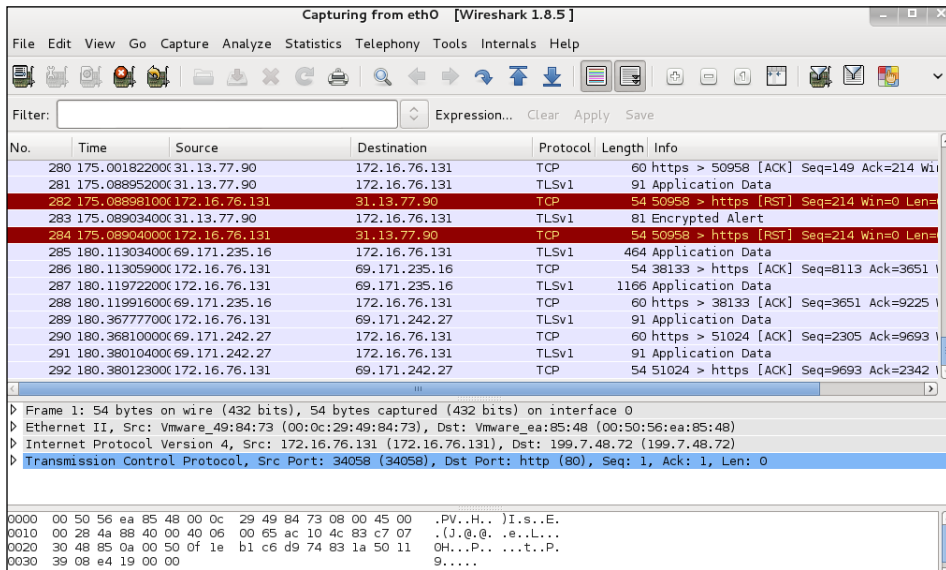 Capturing from eth0 [Wireshark 1.8.5 ]
File Edit View Go Capture Analyze Statistics Telephony Tools Internals Help
Filter: Expression... Clear Apply Save
No. Time Source Destination Protocol Length Info
280 175.001822000 31.13.77.90 172.16.76.131 TCP 60 https > 50958 [ACK] Seq=149 Ack=214 Wi
281 175.088952000 31.13.77.90 172.16.76.131 TLSv1 91 Application Data
282 175.088981000 172.16.76.131 31.13.77.90 TCP 54 50958 > https [RST] Seq=214 Win=0 Len=
283 175.089034000 31.13.77.90 172.16.76.131 TLSv1 81 Encrypted Alert
284 175.089040000 172.16.76.131 31.13.77.90 TCP 54 50958 > https [RST] Seq=214 Win=0 Len=
285 180.113034000 69.171.235.16 172.16.76.131 TLSv1 464 Application Data
286 180.113059000 172.16.76.131 69.171.235.16 TCP 54 38133 > https [ACK] Seq=8113 Ack=3651
287 180.119722000 172.16.76.131 69.171.235.16 TLSv1 1166 Application Data
288 180.119916000 69.171.235.16 172.16.76.131 TCP 60 https > 38133 [ACK] Seq=3651 Ack=9225
289 180.367777000 172.16.76.131 69.171.242.27 TLSv1 91 Application Data
290 180.368100000 69.171.242.27 172.16.76.131 TCP 60 https > 51024 [ACK] Seq=2305 Ack=9693
291 180.380104000 69.171.242.27 172.16.76.131 TLSv1 91 Application Data
292 180.380123000 172.16.76.131 69.171.242.27 TCP 54 51024 > https [ACK] Seq=9693 Ack=2342
Frame 1: 54 bytes on wire (432 bits), 54 bytes captured (432 bits) on interface 0
Ethernet II, Src: Vmware_49:84:73 (00:0c:29:49:84:73), Dst: Vmware_ea:85:48 (00:50:56:ea:85:48)
Internet Protocol Version 4, Src: 172.16.76.131 (172.16.76.131), Dst: 199.7.48.72 (199.7.48.72)
Transmission Control Protocol, Src Port: 34058 (34058), Dst Port: http (80), Seq: 1, Ack: 1, Len: 0
0000 00 50 56 ea 85 48 00 0c 29 49 84 73 08 00 45 00 .PV..H.. )I.s..E.
0010 00 28 4a 88 40 00 40 06 00 65 ac 10 4c 83 c7 07 .(J.@.@. .e..L...
0020 30 48 85 0a 00 50 0f 1e b1 c6 d9 74 83 1a 50 11 0H...P.. ...t..P.
0030 39 08 e4 19 00 00 9.....